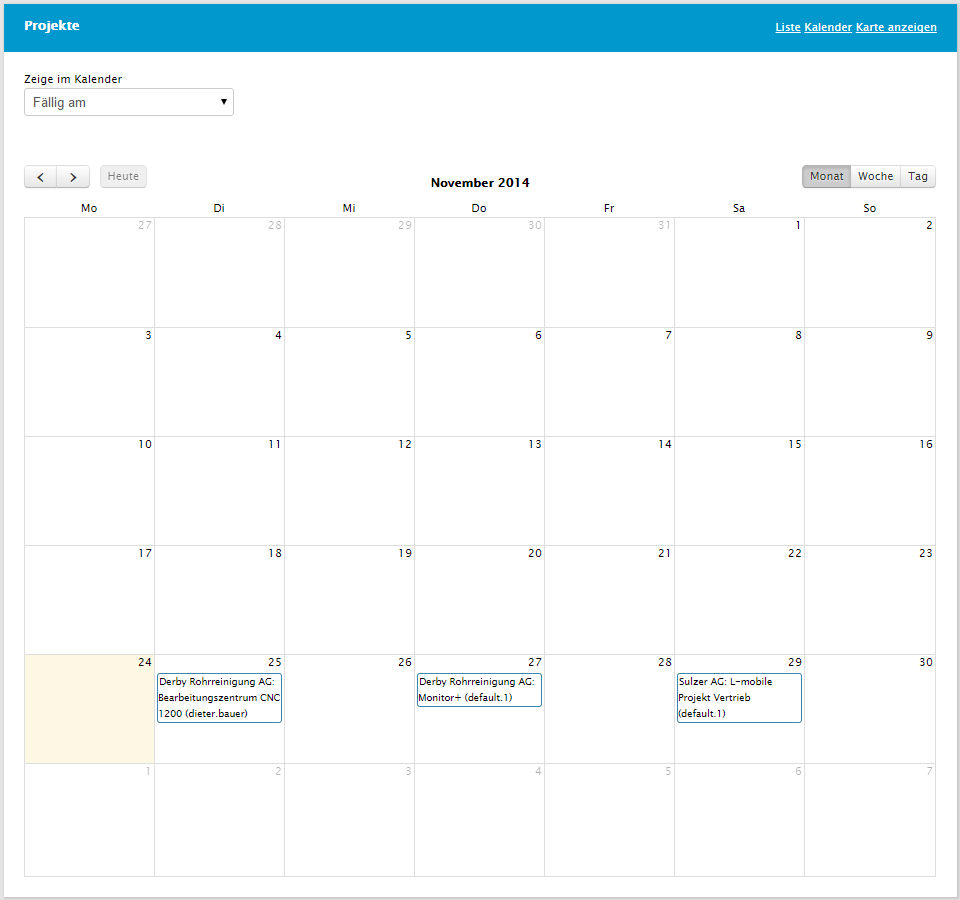 Projekte
Liste Kalender Karte anzeigen
Zeige im Kalender
Fällig am
Heute
November 2014
Monat Woche Tag
Mo Di Mi Do Fr Sa So
27 28 29 30 31 1 2
3 4 5 6 7 8 9
10 11 12 13 14 15 16
17 18 19 20 21 22 23
24 25 26 27 28 29 30
Derby Rohrreinigung AG:
Bearbeitungszentrum CNC
1200 (dieter.bauer)
Derby Rohrreinigung AG:
Monitor+ (default.1)
Sulzer AG: L-mobile
Projekt Vertrieb
(default.1)
1 2 3 4 5 6 7